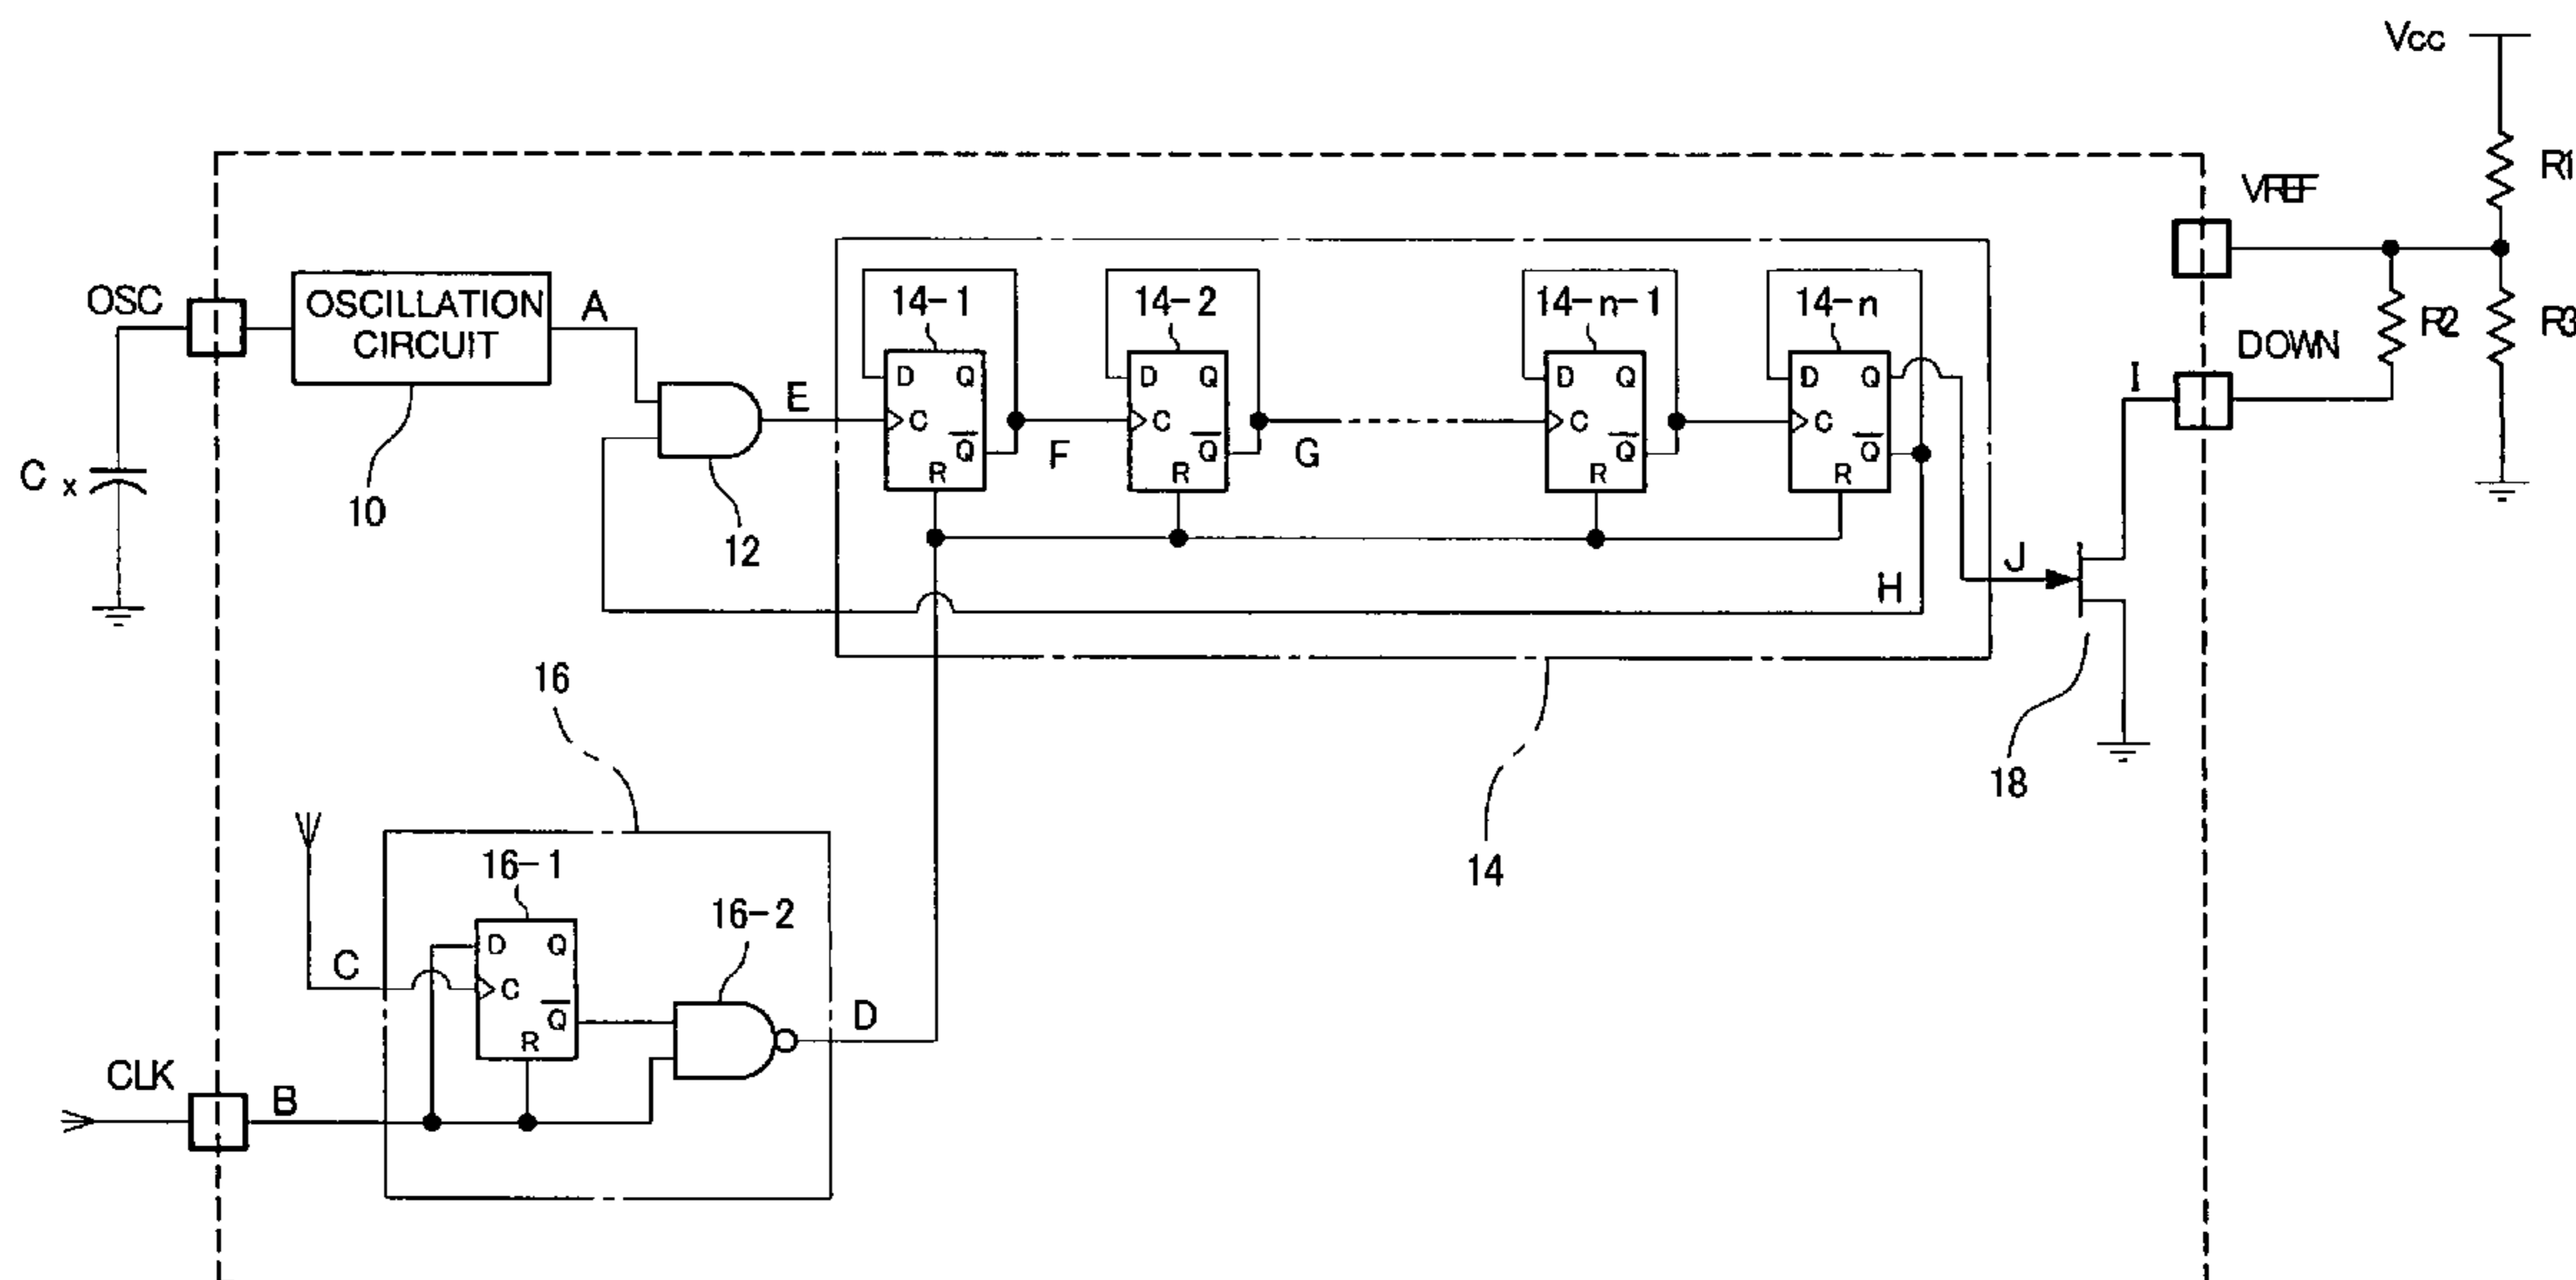 Vcc
R1
VREF
R2
R3
DOWN
I
OSC
OSCILLATION
CIRCUIT
A
10
Cx
12
E
14-1
D Q
C
Q
R
F
14-2
D Q
C
Q
R
G
14-n-1
D Q
C
Q
R
14-n
D Q
C
Q
R
H
J
18
14
16
16-1
D Q
C
Q
R
16-2
C
D
CLK
B